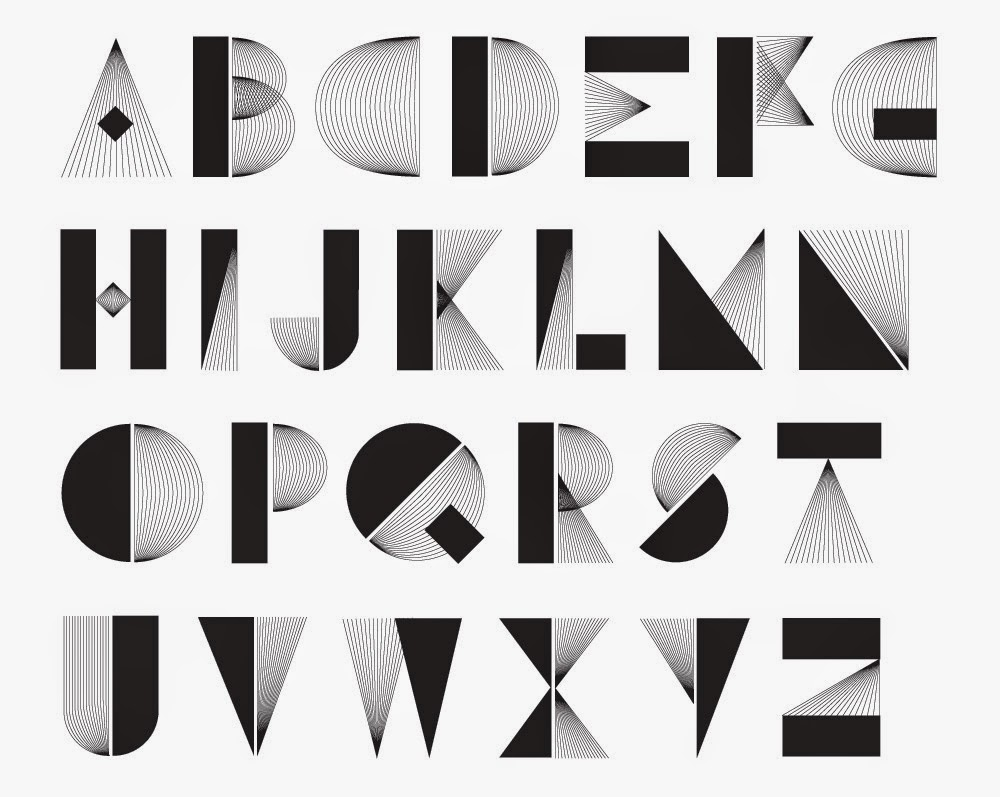 ABCDEFG
HIJKLMN
OPQRST
UVWXYZ